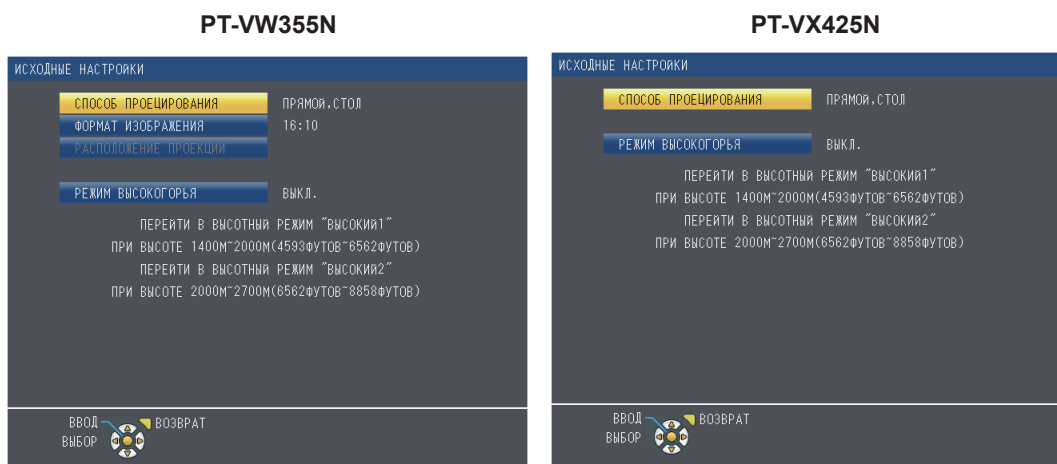 PT-VW355N
ИСХОДНЫЕ НАСТРОЙКИ
СПОСОБ ПРОЕЦИРОВАНИЯ ПРЯМОЙ,СТОЛ
ФОРМАТ ИЗОБРАЖЕНИЯ 16:10
РАСПОЛОЖЕНИЕ ПРОЕКЦИИ
РЕЖИМ ВЫСОКОГОРЬЯ ВЫКЛ.
ПЕРЕЙТИ В ВЫСОТНЫЙ РЕЖИМ "ВЫСОКИЙ1"
ПРИ ВЫСОТЕ 1400М~2000М(4593ФУТОВ~6562ФУТОВ)
ПЕРЕЙТИ В ВЫСОТНЫЙ РЕЖИМ "ВЫСОКИЙ2"
ПРИ ВЫСОТЕ 2000М~2700М(6562ФУТОВ~8858ФУТОВ)
ВВОД ВОЗВРАТ
ВЫБОР
PT-VX425N
ИСХОДНЫЕ НАСТРОЙКИ
СПОСОБ ПРОЕЦИРОВАНИЯ ПРЯМОЙ,СТОЛ
РЕЖИМ ВЫСОКОГОРЬЯ ВЫКЛ.
ПЕРЕЙТИ В ВЫСОТНЫЙ РЕЖИМ "ВЫСОКИЙ1"
ПРИ ВЫСОТЕ 1400М~2000М(4593ФУТОВ~6562ФУТОВ)
ПЕРЕЙТИ В ВЫСОТНЫЙ РЕЖИМ "ВЫСОКИЙ2"
ПРИ ВЫСОТЕ 2000М~2700М(6562ФУТОВ~8858ФУТОВ)
ВВОД ВОЗВРАТ
ВЫБОР